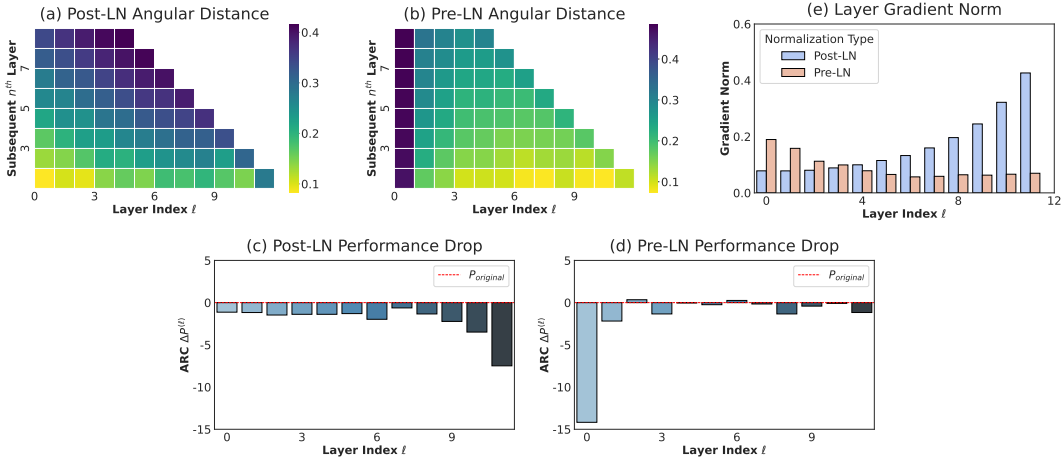 (a) Post-LN Angular Distance
Subsequent nth Layer
7
5
3
3
6
9
Layer Index ℓ
0.4
0.3
0.2
0.1
(b) Pre-LN Angular Distance
Subsequent nth Layer
7
5
3
3
6
9
Layer Index ℓ
0.4
0.3
0.2
0.1
(e) Layer Gradient Norm
Gradient Norm
0.6
0.4
0.2
0.0
Normalization Type
Post-LN
Pre-LN
0
4
8
12
Layer Index ℓ
(c) Post-LN Performance Drop
ARC ΔP(ℓ)
5
0
-5
-10
-15
Poriginal
0
3
6
9
Layer Index ℓ
(d) Pre-LN Performance Drop
ARC ΔP(ℓ)
5
0
-5
-10
-15
Poriginal
0
3
6
9
Layer Index ℓ